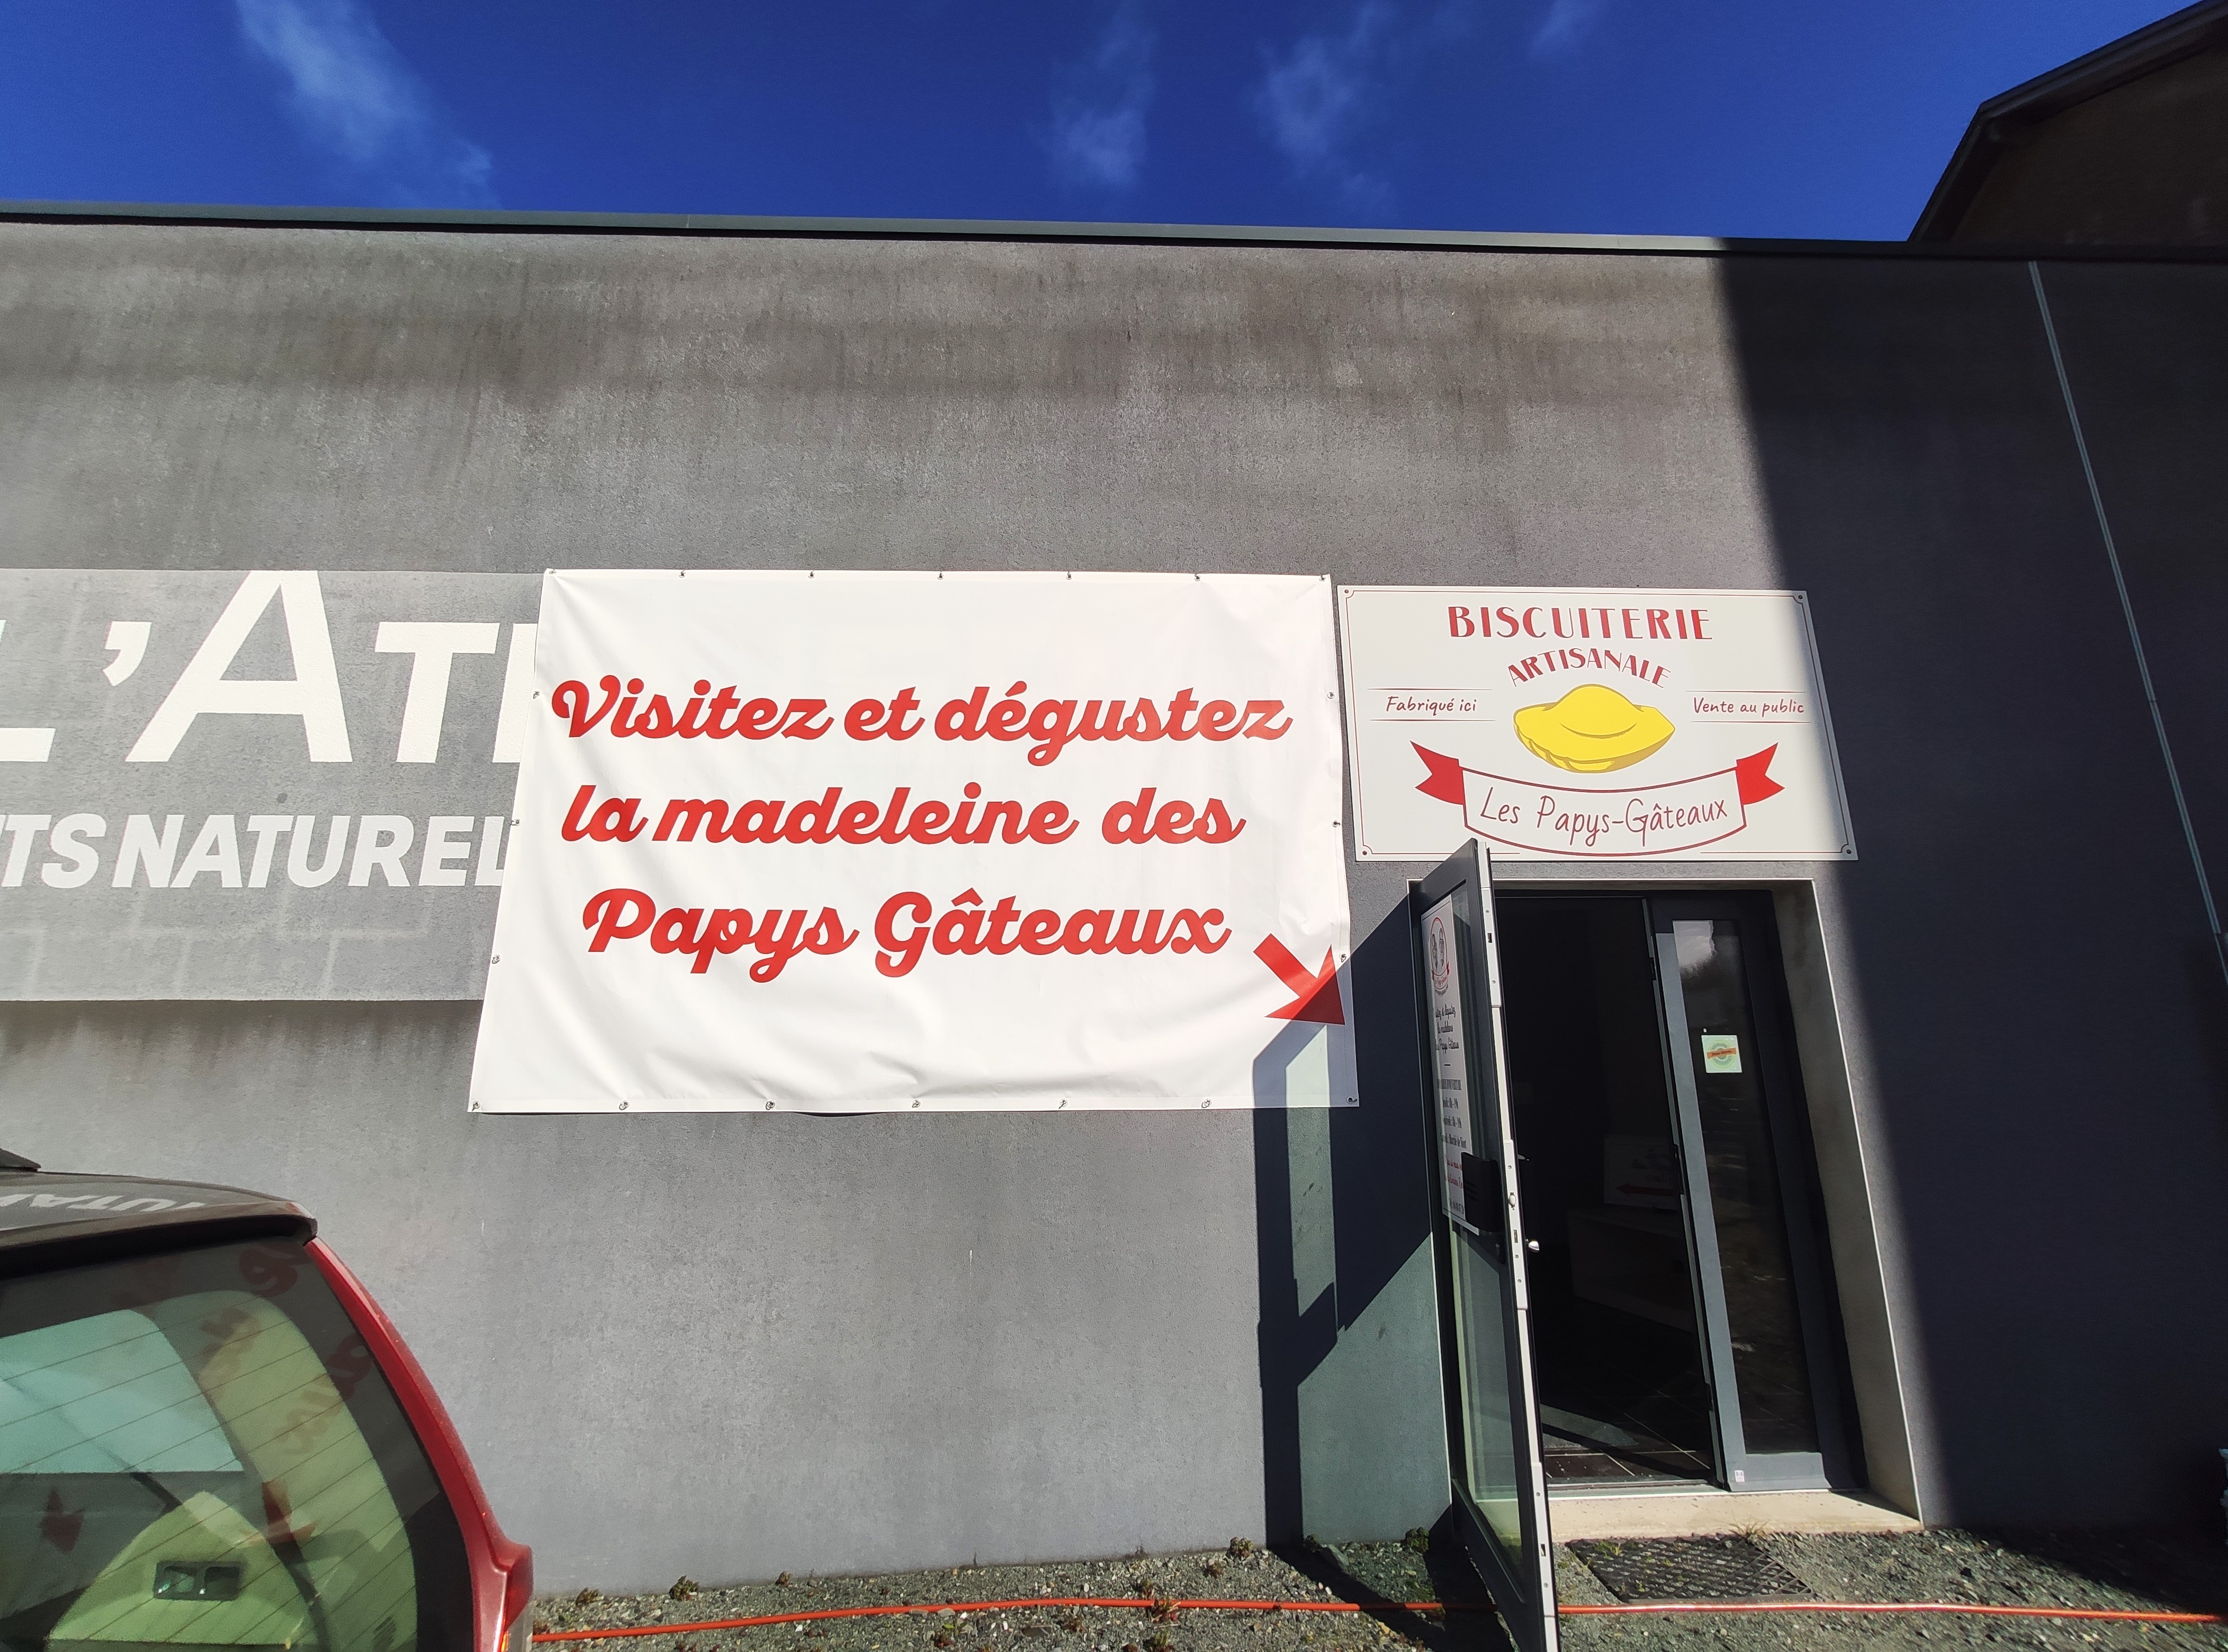 L'AT
NATUREL
Visitez et dégustez
la madeleine des
Papys Gâteaux
BISCUITERIE
ARTISANALE
Fabriqué ici
Vente au public
Les Papys-Gâteaux